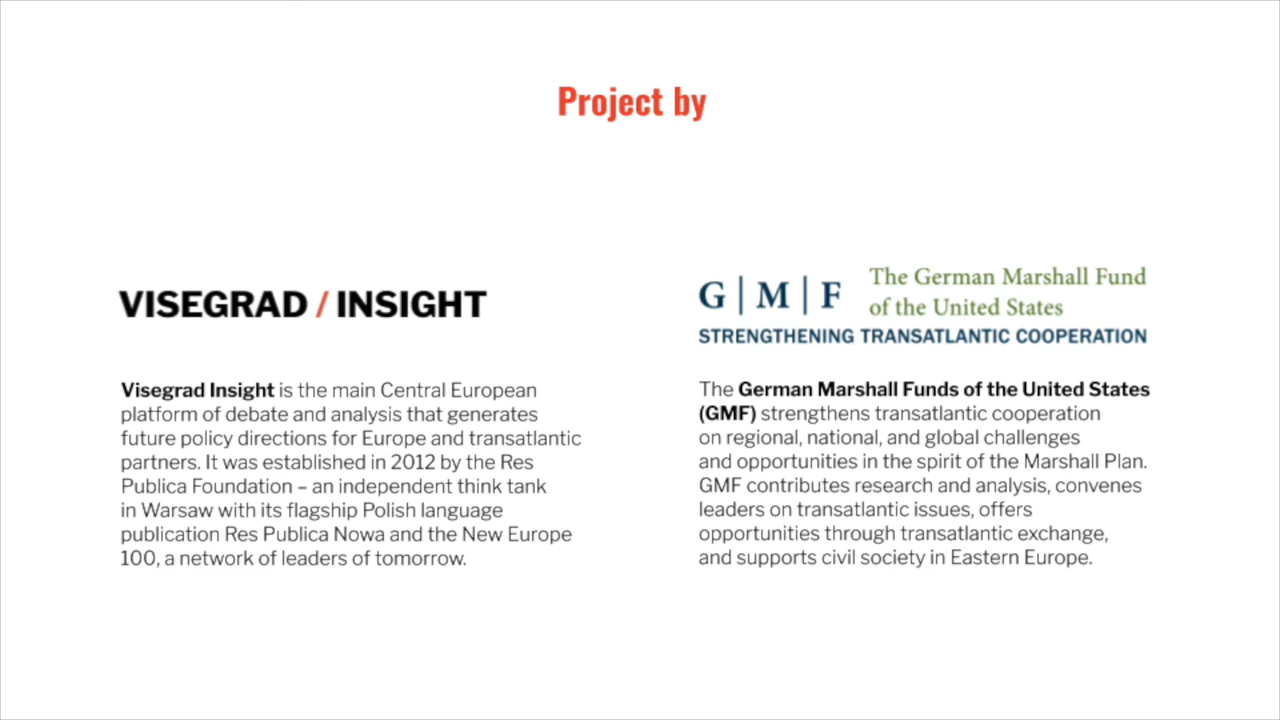 Project by
VISEGRAD / INSIGHT
Visegrad Insight is the main Central European
platform of debate and analysis that generates
future policy directions for Europe and transatlantic
partners. It was established in 2012 by the Res
Publica Foundation – an independent think tank
in Warsaw with its flagship Polish language
publication Res Publica Nowa and the New Europe
100, a network of leaders of tomorrow.
G | M | F
The German Marshall Fund
of the United States
STRENGTHENING TRANSATLANTIC COOPERATION
The German Marshall Funds of the United States
(GMF) strengthens transatlantic cooperation
on regional, national, and global challenges
and opportunities in the spirit of the Marshall Plan.
GMF contributes research and analysis, convenes
leaders on transatlantic issues, offers
opportunities through transatlantic exchange,
and supports civil society in Eastern Europe.